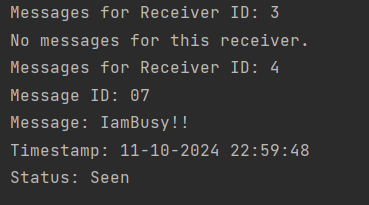 Messages for Receiver ID: 3
No messages for this receiver.
Messages for Receiver ID: 4
Message ID: 07
Message: IamBusy!!
Timestamp: 11-10-2024 22:59:48
Status: Seen